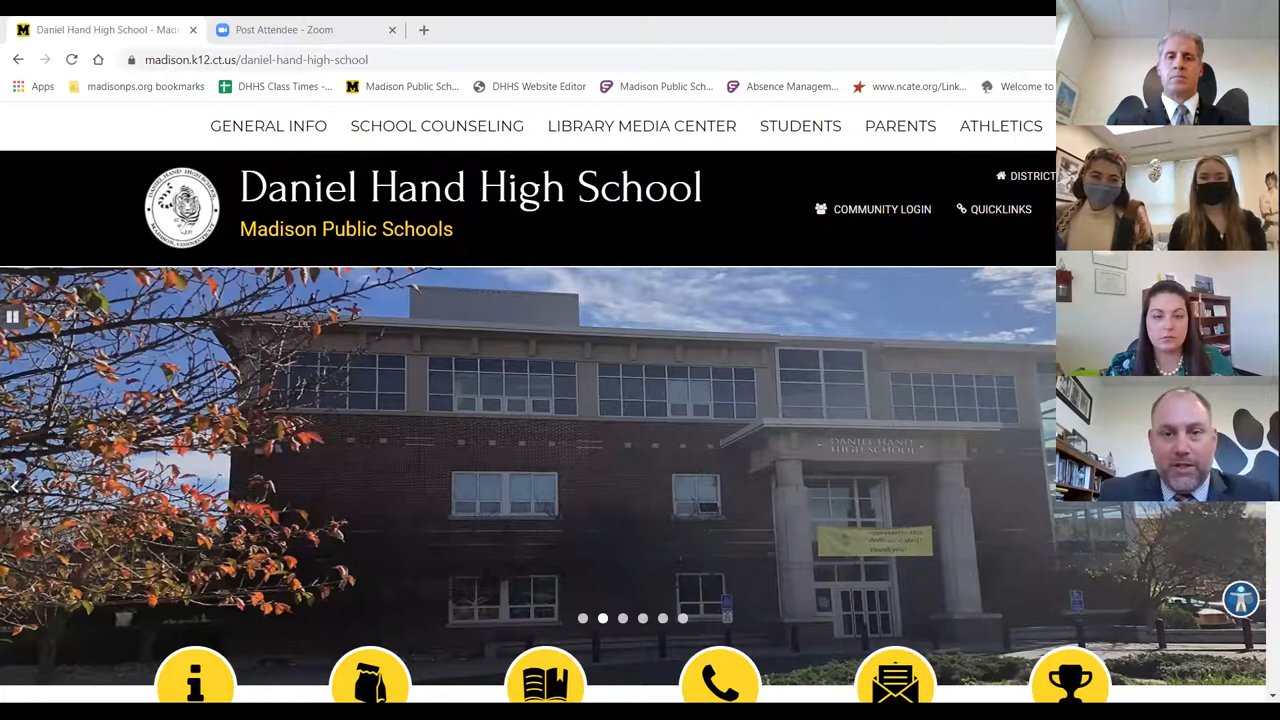 Daniel Hand High School - Madi
Post Attendee - Zoom
madison.k12.ct.us/daniel-hand-high-school
Apps
madisonps.org bookmarks
DHHS Class Times -...
Madison Public Sch...
DHHS Website Editor
Madison Public Sch...
Absence Managem...
www.ncate.org/Link...
Welcome to
GENERAL INFO
SCHOOL COUNSELING
LIBRARY MEDIA CENTER
STUDENTS
PARENTS
ATHLETICS
Daniel Hand High School
Madison Public Schools
DISTRICT
COMMUNITY LOGIN
QUICKLINKS
DANIEL HAND
HIGH SCHOOL